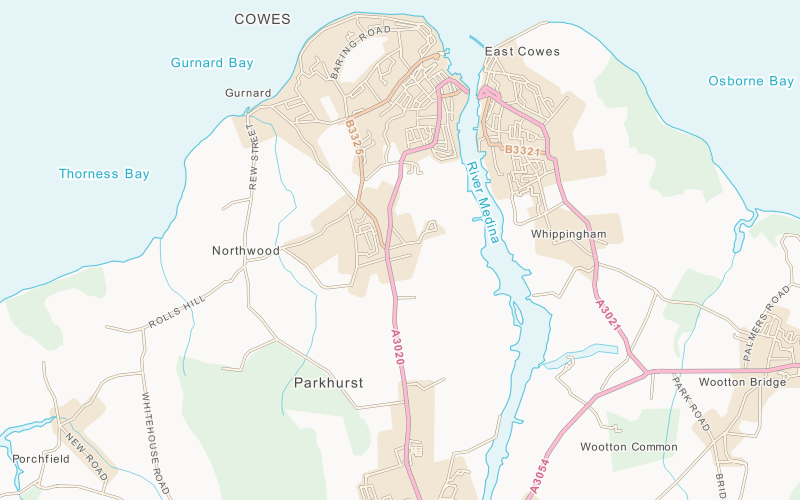 COWES
BARING ROAD
East Cowes
Gurnard Bay
Osborne Bay
Gurnard
B3325
REW STREET
B3321
Thorness Bay
River Medina
Whippingham
Northwood
ROLLS HILL
A3021
PALMERS ROAD
A3020
Parkhurst
Wootton Bridge
PARK ROAD
WHITEHOUSE ROAD
NEW ROAD
Wootton Common
Porchfield
A3054
BRID